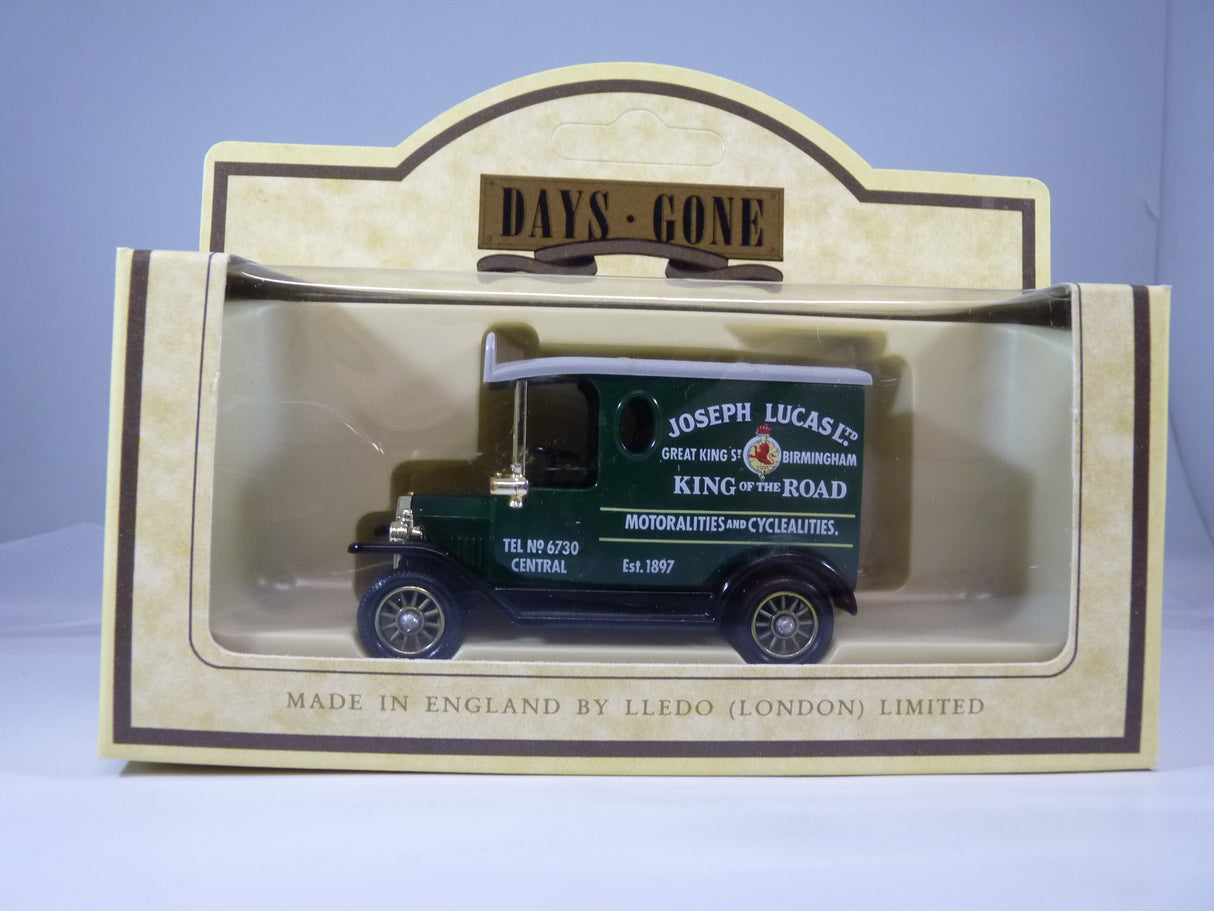 DAYS · GONE
JOSEPH LUCAS LTD
GREAT KING ST BIRMINGHAM
KING OF THE ROAD
MOTORALITIES AND CYCLEALITIES.
TEL Nº 6730
CENTRAL
Est. 1897
MADE IN ENGLAND BY LLEDO (LONDON) LIMITED